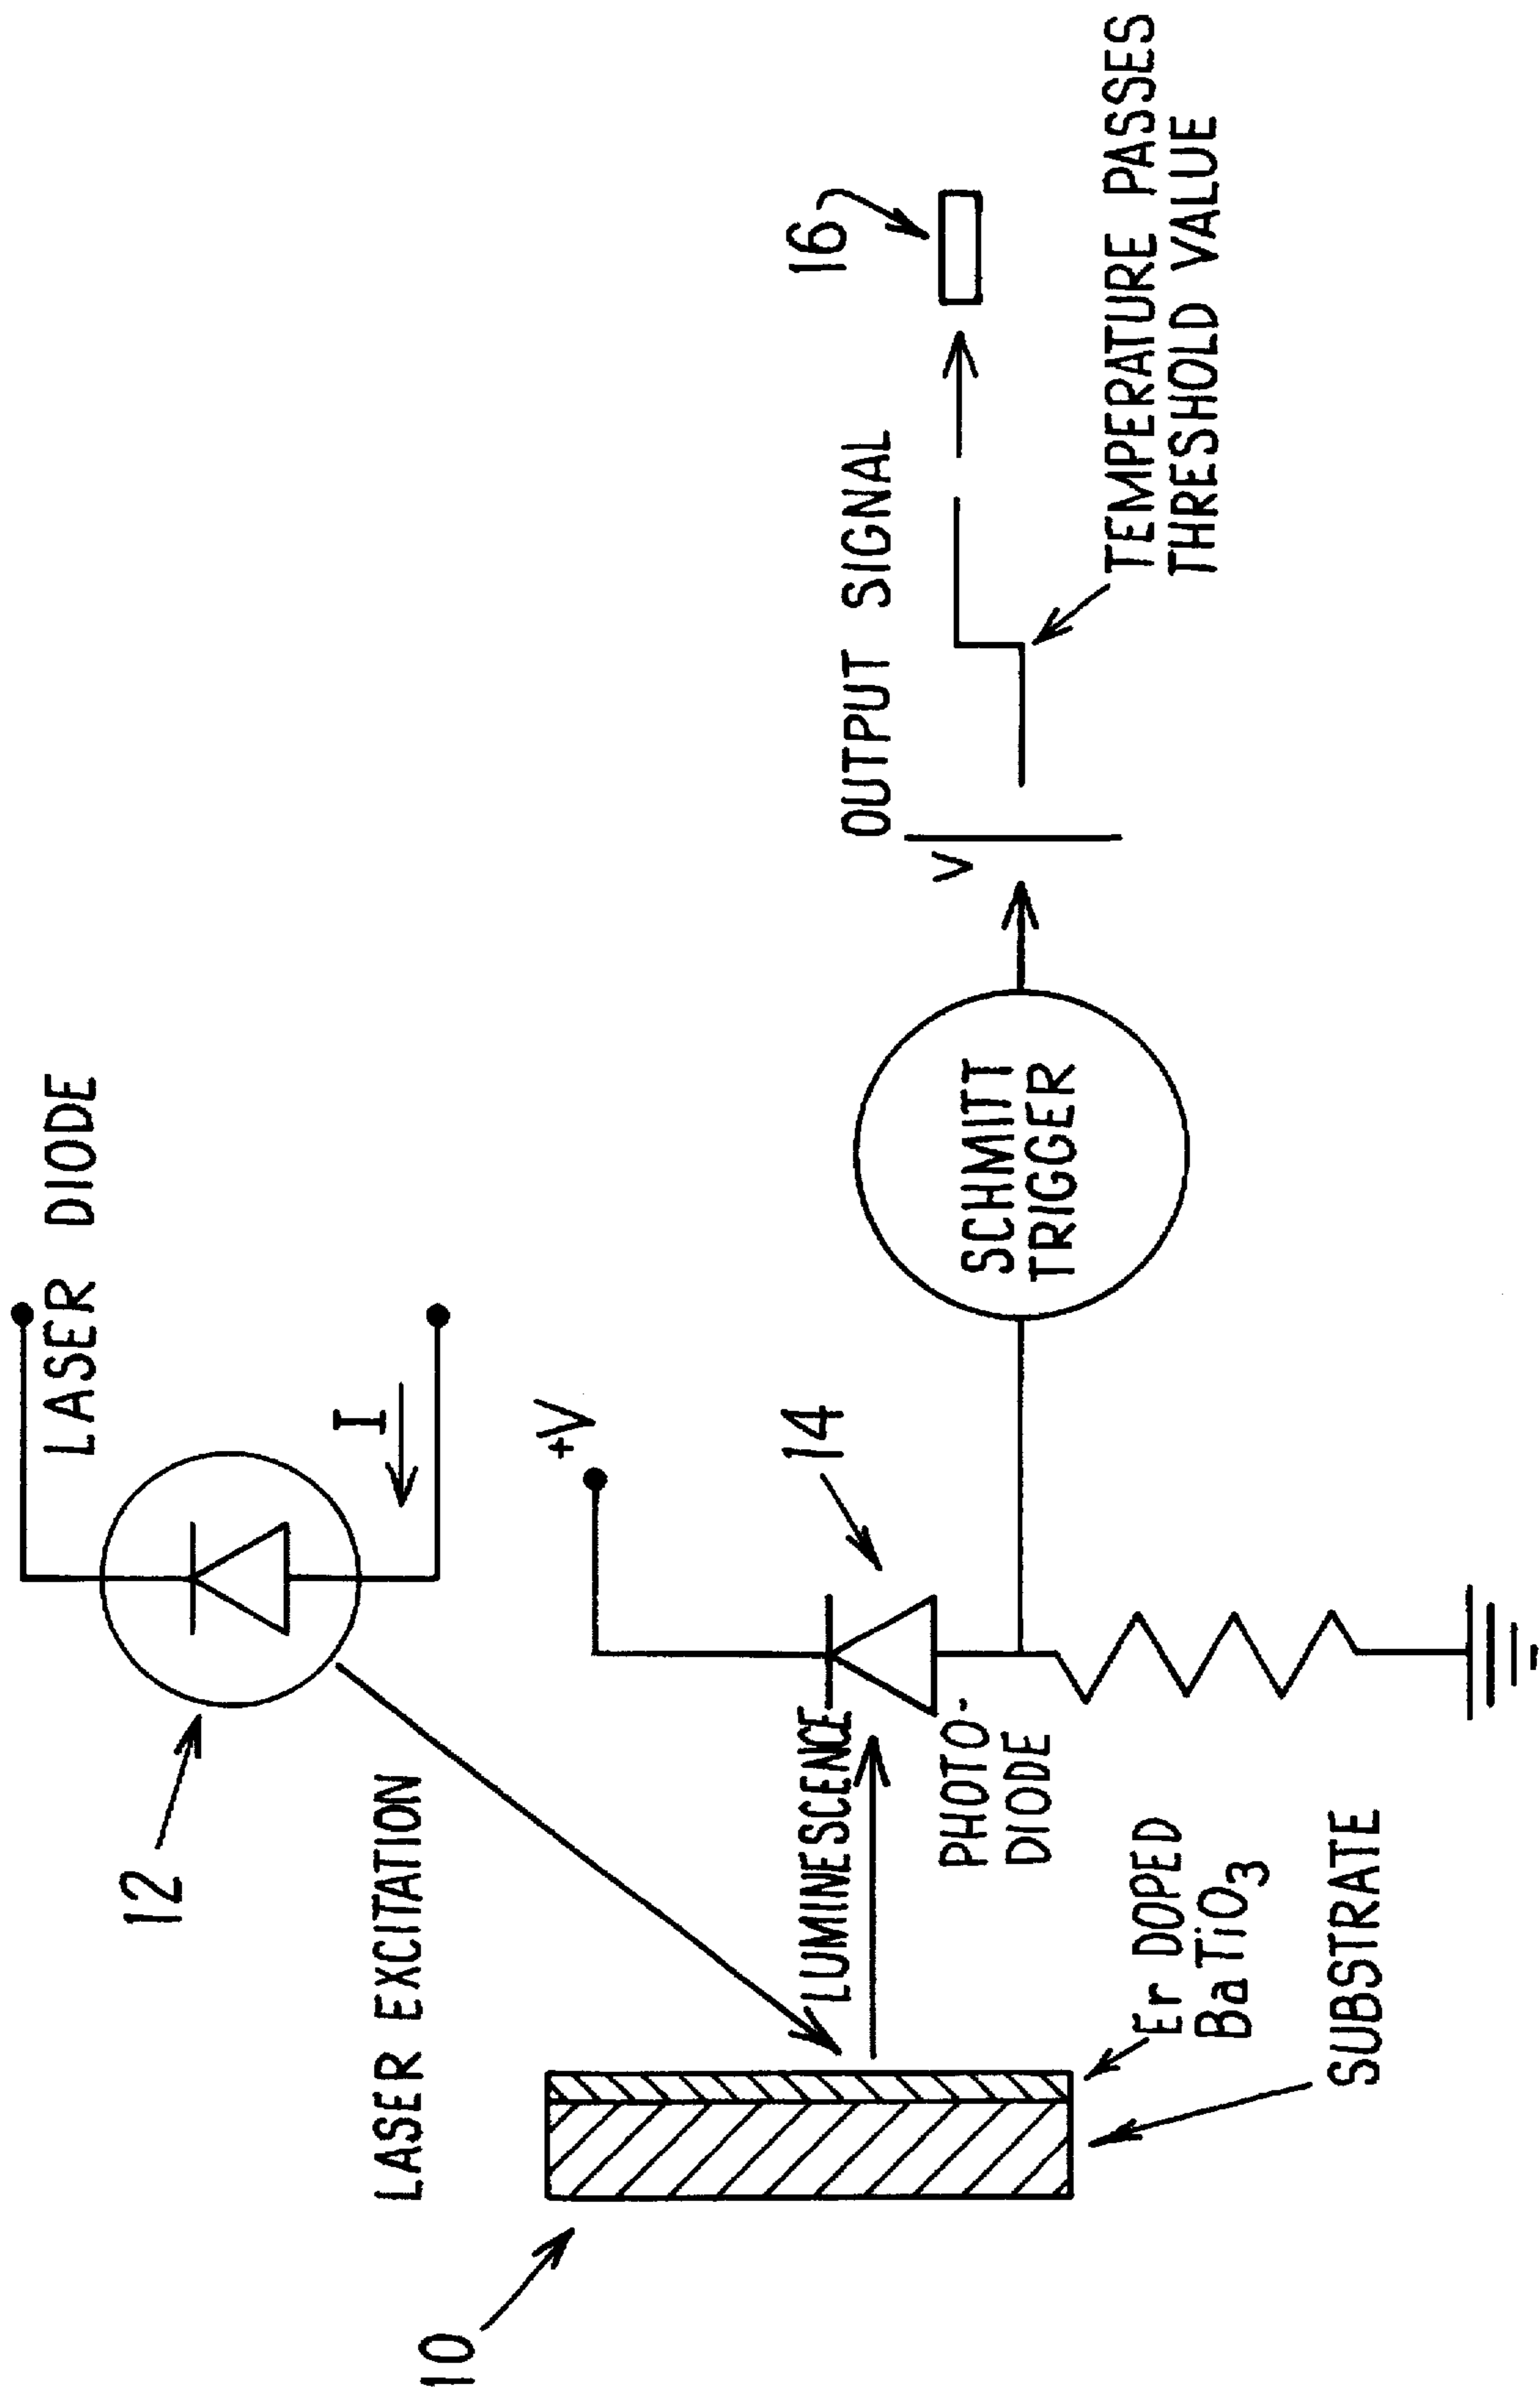 LASER DIODE
12
I
LASER EXCITATION
+V
10
LUMINESCENCE
14
PHOTO-
DIODE
Er DOPED
BaTiO3
SUBSTRATE
SCHMITT
TRIGGER
V
OUTPUT SIGNAL
16
TEMPERATURE PASSES
THRESHOLD VALUE